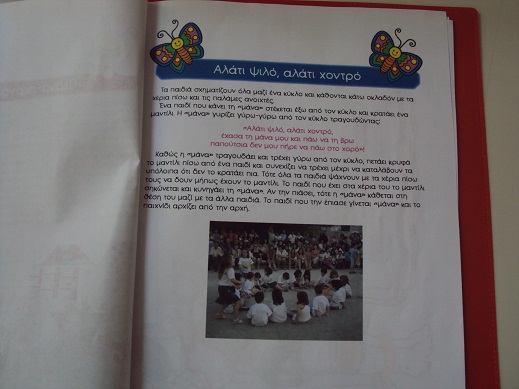 Αλάτι ψιλό, αλάτι χοντρό
Τα παιδιά σχηματίζουν όλα μαζί ένα κύκλο και κάθονται κάτω οκλαδόν με τα
χέρια πίσω και τις παλάμες ανοιχτές.
Ένα παιδί που κάνει τη «μάνα» στέκεται έξω από τον κύκλο και κρατάει ένα
μαντίλι. Η «μάνα» γυρίζει γύρω-γύρω από τον κύκλο τραγουδώντας:
«Αλάτι ψιλό, αλάτι χοντρό,
έχασα τη μάνα μου και πάω να τη βρω
παπούτσια δεν μου πήρε να πάω στο χορό»!
Καθώς η «μάνα» τραγουδάει και τρέχει γύρω από τον κύκλο, πετάει κρυφά
το μαντίλι πίσω από ένα παιδί και συνεχίζει να τρέχει μέχρι να καταλάβουν τα
υπόλοιπα ότι δεν το κρατάει πια. Τότε όλα τα παιδιά ψάχνουν με τα χέρια πίσω
τους να δουν μήπως έχουν το μαντίλι. Το παιδί που έχει στα χέρια του το μαντίλι
σηκώνεται και κυνηγάει τη «μάνα». Αν την πιάσει, τότε η «μάνα» κάθεται στη
θέση του μαζί με τα άλλα παιδιά. Το παιδί που την έπιασε γίνεται «μάνα» και το
παιχνίδι αρχίζει από την αρχή.